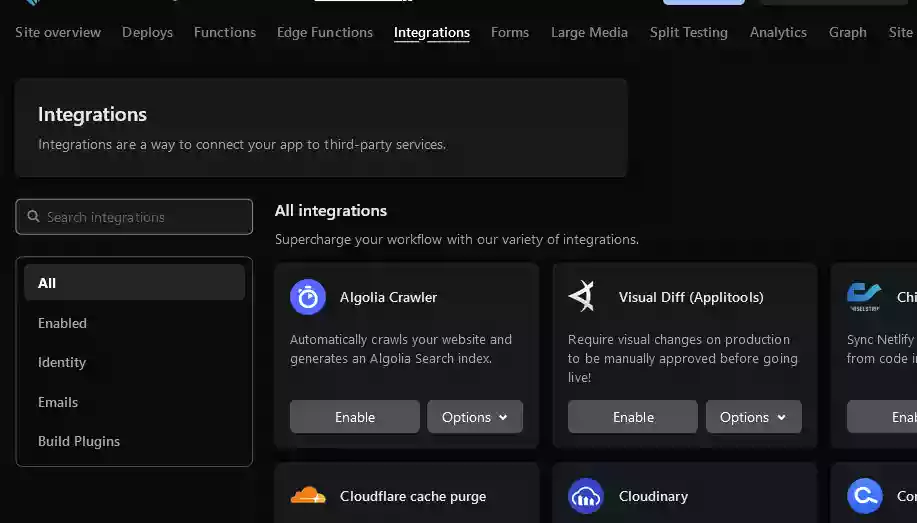 Site overview Deploys Functions Edge Functions Integrations Forms Large Media Split Testing Analytics Graph Site
Integrations
Integrations are a way to connect your app to third-party services.
Search integrations
All
Enabled
Identity
Emails
Build Plugins
All integrations
Supercharge your workflow with our variety of integrations.
Algolia Crawler
Automatically crawls your website and
generates an Algolia Search index.
Enable Options
Visual Diff (Applitools)
Require visual changes on production
to be manually approved before going
live!
Enable Options
Chi
Sync Netlify
from code i
Enab
Cloudflare cache purge
Cloudinary
Co